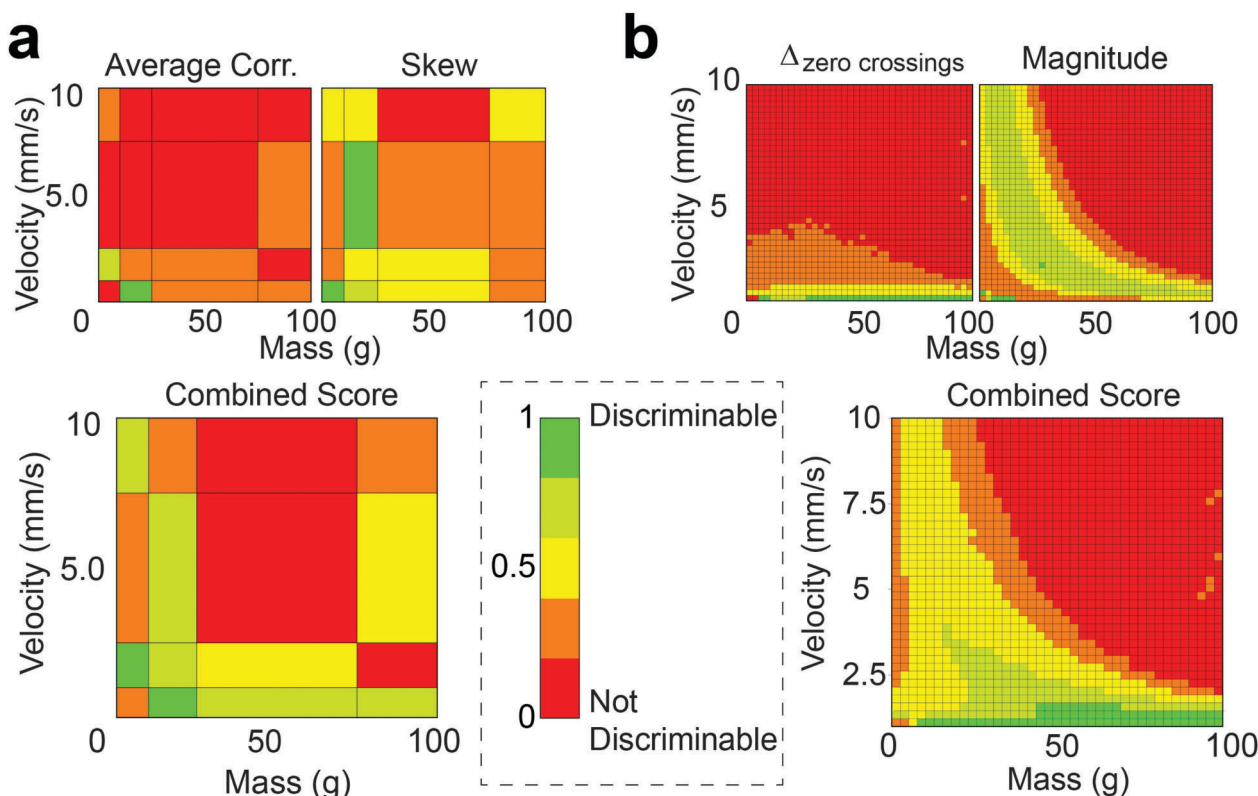 a
b
Average Corr.
Skew
Δzero crossings
Magnitude
Velocity (mm/s)
10
5.0
0
50
100
50
100
Mass (g)
Velocity (mm/s)
10
5
0
50
100
50
100
Mass (g)
Combined Score
Velocity (mm/s)
10
5.0
0
50
100
Mass (g)
1
Discriminable
0.5
0
Not
Discriminable
Combined Score
Velocity (mm/s)
10
7.5
5
2.5
0
50
100
Mass (g)